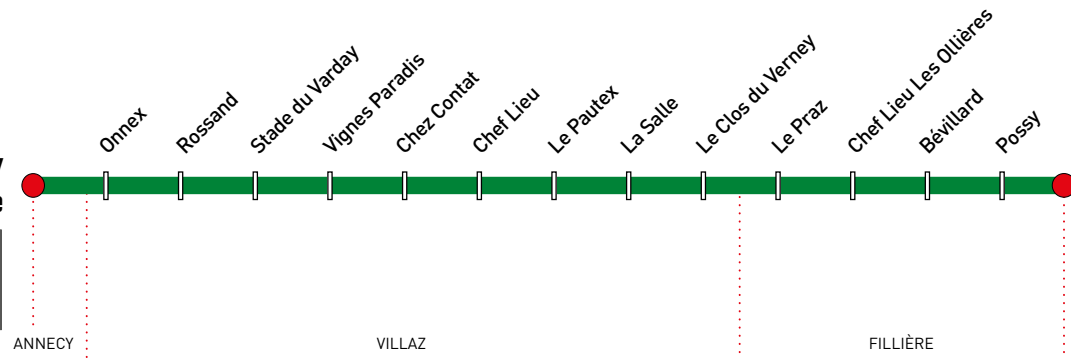 Onnex
Rossand
Stade du Varday
Vignes Paradis
Chez Contat
Chef Lieu
Le Pautex
La Salle
Le Clos du Verney
Le Praz
Chef Lieu Les Ollières
Bévillard
Possy
ANNECY
VILLAZ
FILLIÈRE